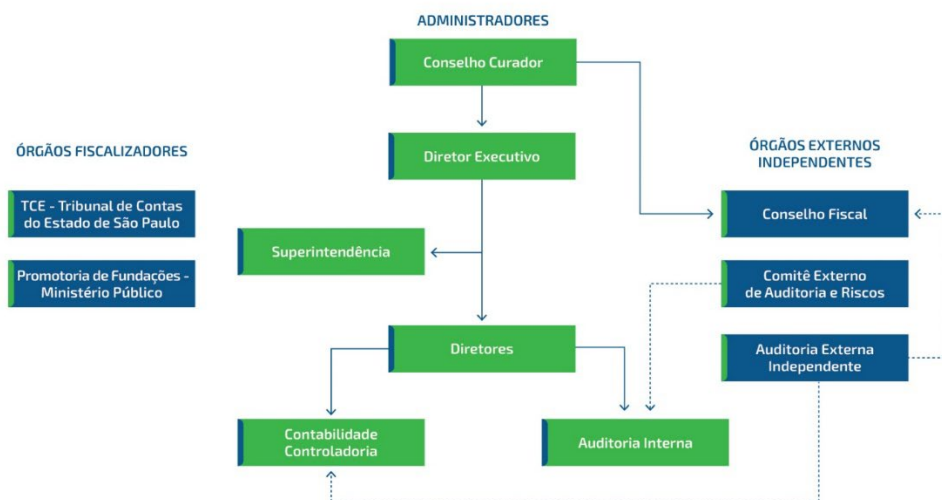 ADMINISTRADORES
Conselho Curador
Diretor Executivo
ÓRGÃOS FISCALIZADORES
TCE - Tribunal de Contas
do Estado de São Paulo
Promotoria de Fundações -
Ministério Público
ÓRGÃOS EXTERNOS
INDEPENDENTES
Conselho Fiscal
Superintendência
Comitê Externo
de Auditoria e Riscos
Diretores
Auditoria Externa
Independente
Contabilidade
Controladoria
Auditoria Interna